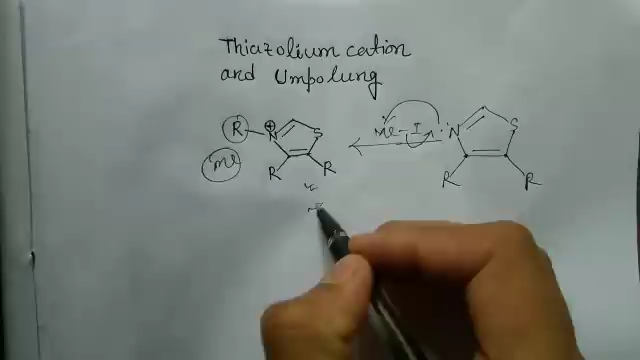 Thiazolium cation
and Umpolung
R N ⊕ S
Me
R R
Me-I
N S
R R